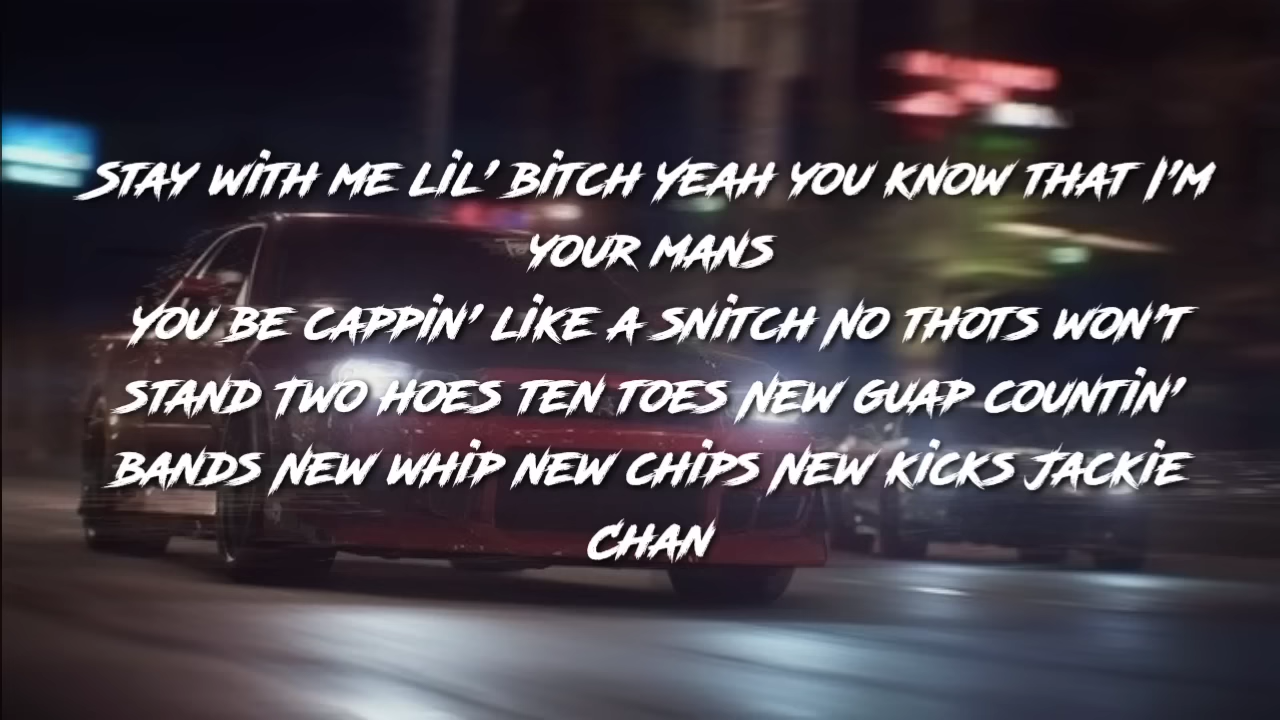 Stay with me lil' bitch yeah you know that I'm
your mans
You be cappin' like a snitch no thots won't
stand two hoes ten toes new guap countin'
bands new whip new chips new kicks Jackie
Chan